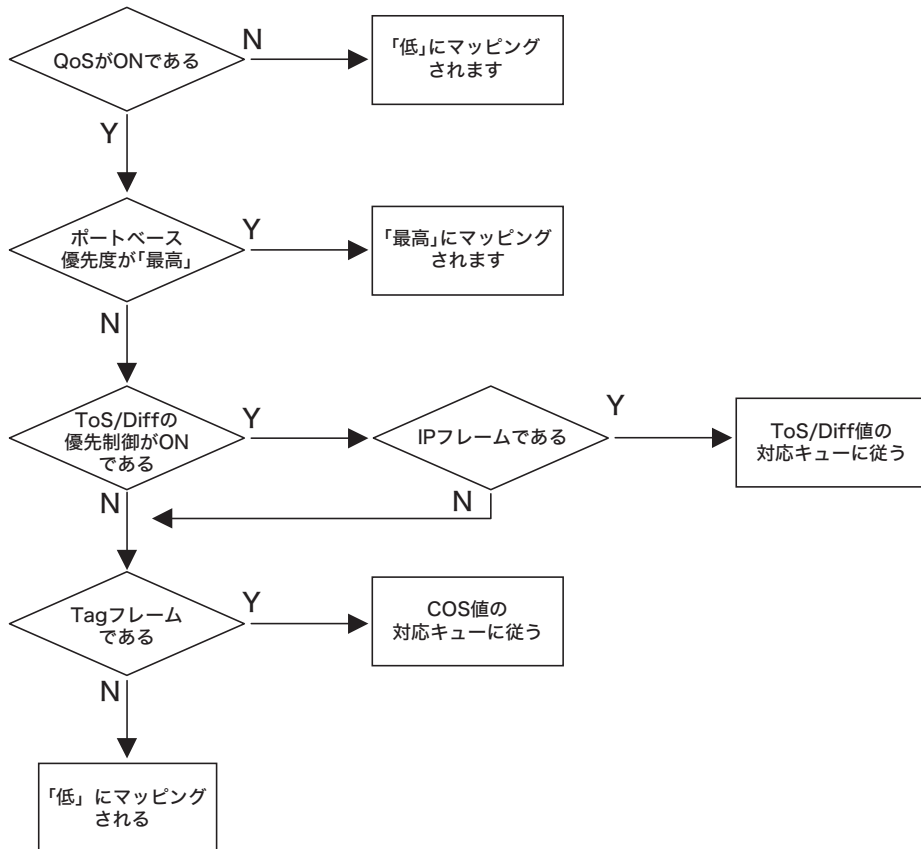 QoSがONである
N
「低」にマッピング
されます
Y
ポートベース
優先度が「最高」
Y
「最高」にマッピング
されます
N
ToS/Diffの
優先制御がON
である
Y
IPフレームである
Y
ToS/Diff値の
対応キューに従う
N
N
Tagフレーム
である
Y
COS値の
対応キューに従う
N
「低」にマッピング
される